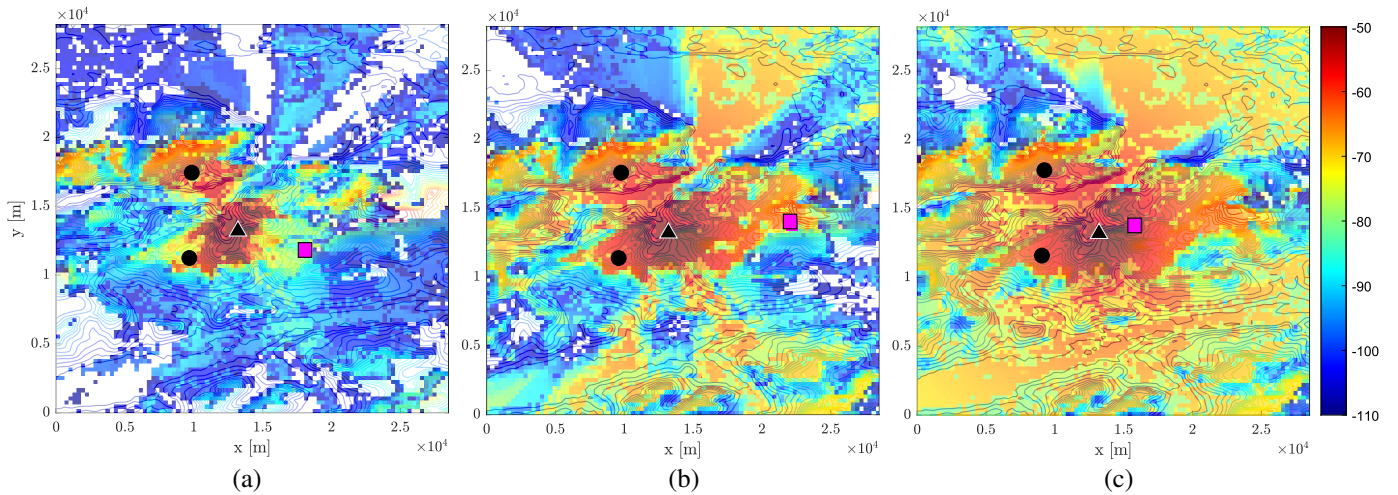 ×10⁴ ×10⁴ ×10⁴
2.5 2.5 2.5 -50
2 2 2 -60
1.5 1.5 1.5 -70
y [m] -80
1 1 1 -90
0.5 0.5 0.5 -100
0 0 0 -110
0 0.5 1 1.5 2 2.5 0 0.5 1 1.5 2 2.5 0 0.5 1 1.5 2 2.5
x [m] ×10⁴ x [m] ×10⁴ x [m] ×10⁴
(a) (b) (c)